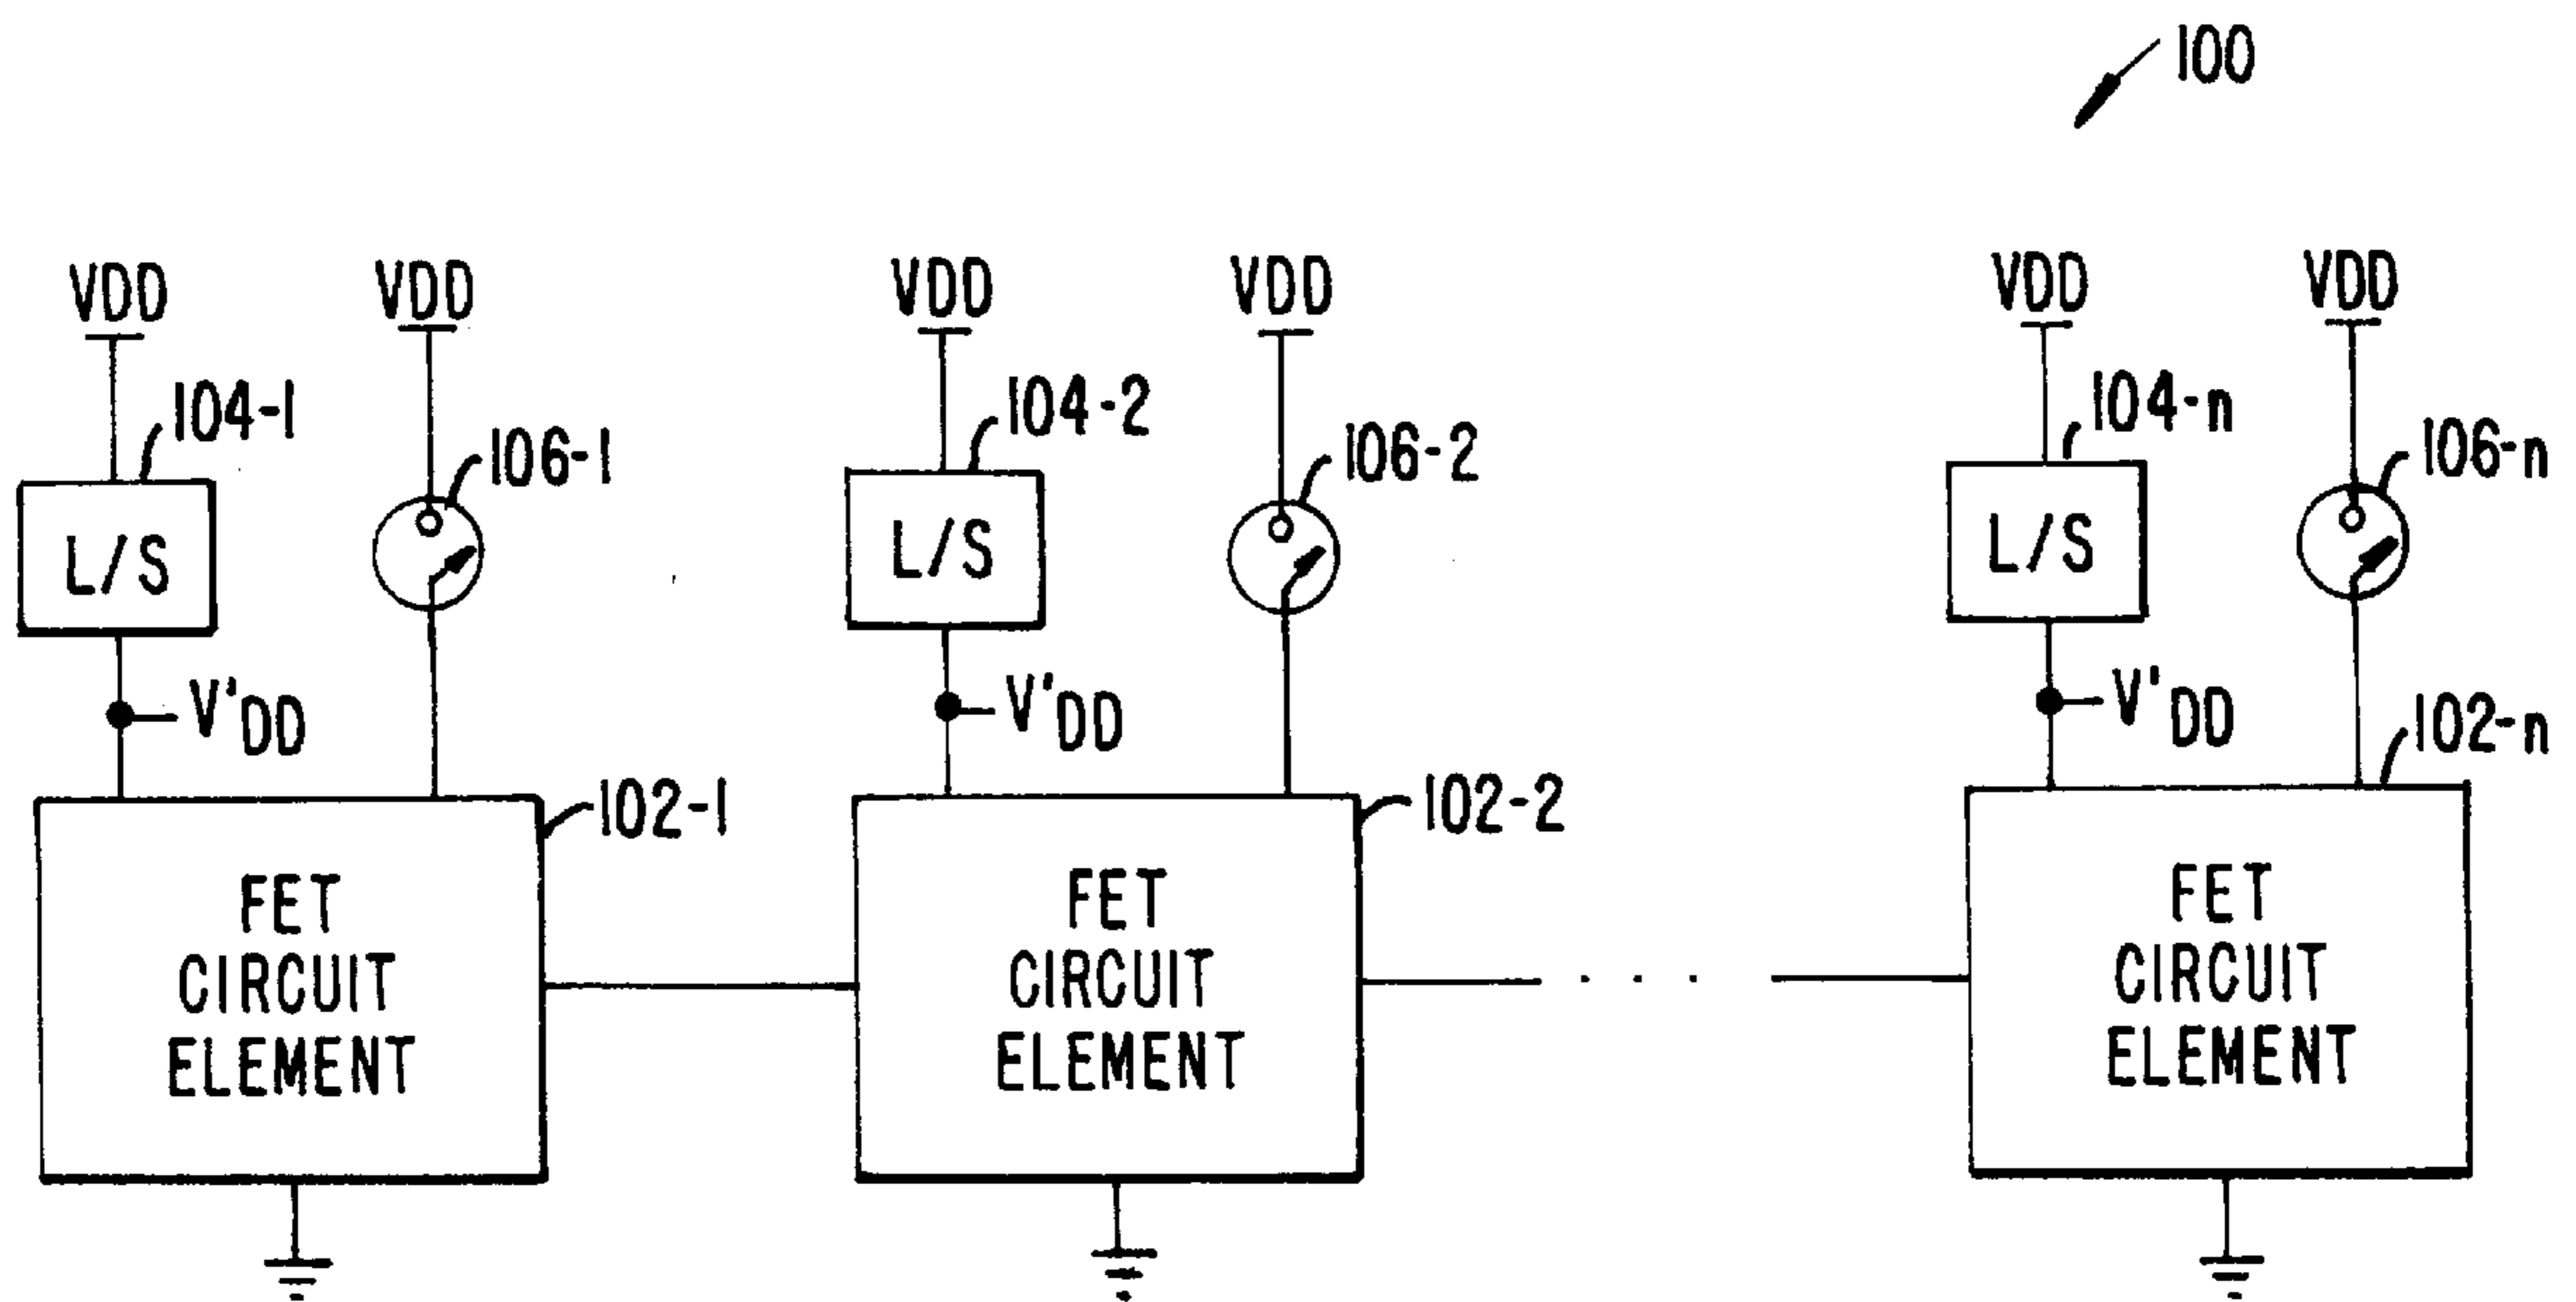 100
VDD VDD VDD VDD VDD VDD
104-1 104-2 104-n
106-1 106-2 106-n
L/S L/S L/S
V'DD V'DD V'DD
102-1 102-2 102-n
FET FET FET
CIRCUIT CIRCUIT . . . CIRCUIT
ELEMENT ELEMENT ELEMENT